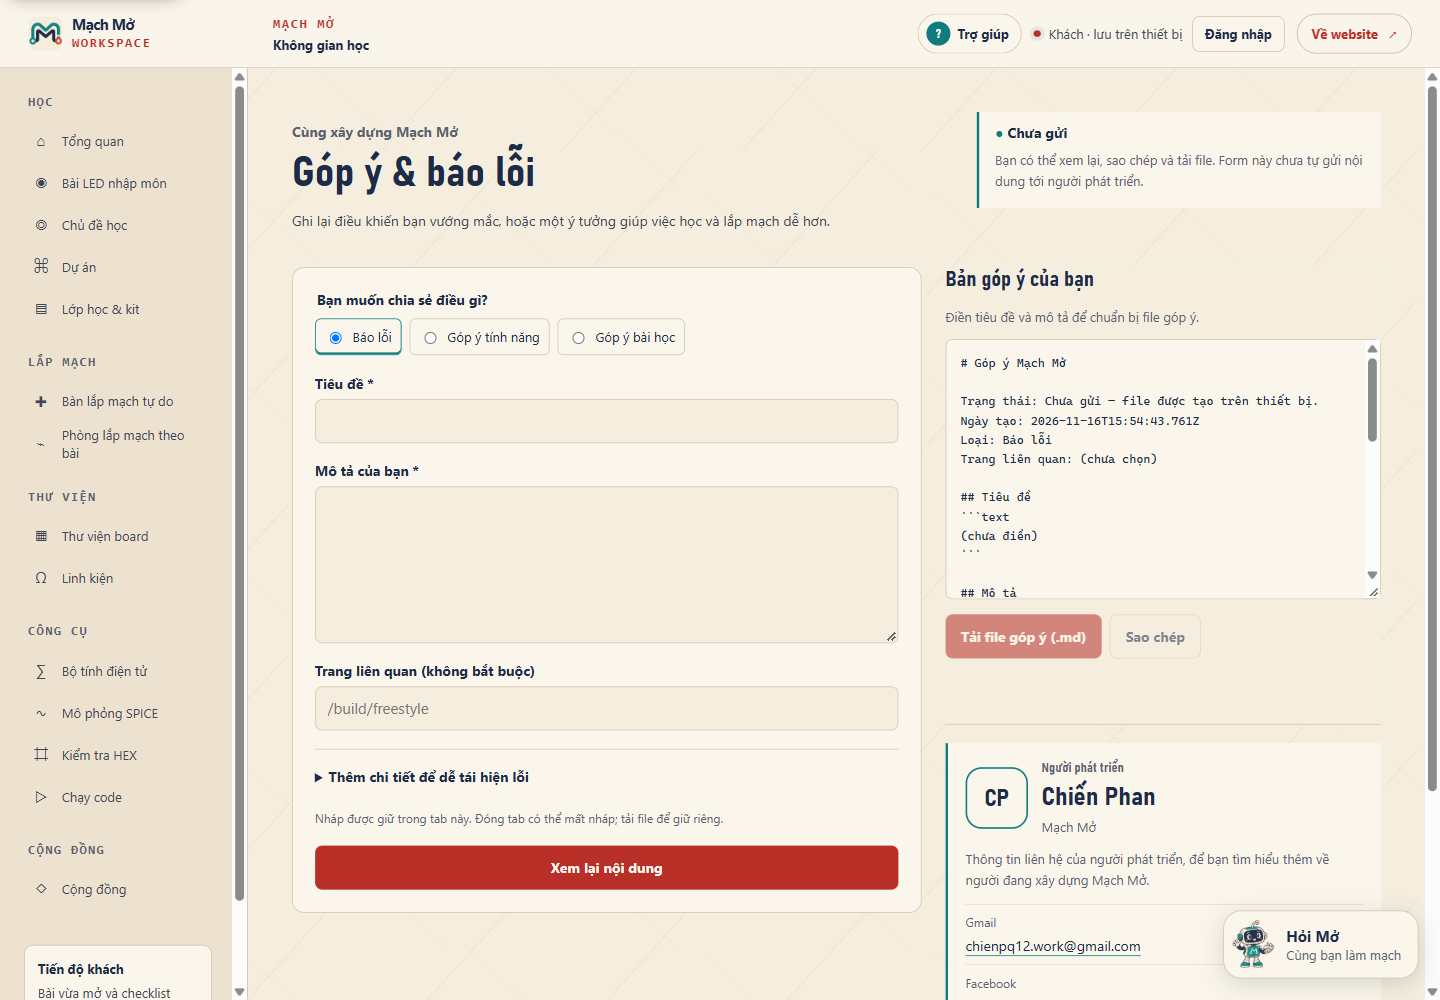 Mạch Mở
WORKSPACE
MẠCH MỞ
Không gian học
? Trợ giúp
Khách · lưu trên thiết bị
Đăng nhập
Về website ↗
HỌC
Tổng quan
Bài LED nhập môn
Chủ đề học
Dự án
Lớp học & kit
LẮP MẠCH
Bàn lắp mạch tự do
Phòng lắp mạch theo
bài
THƯ VIỆN
Thư viện board
Linh kiện
CÔNG CỤ
Bộ tính điện tử
Mô phỏng SPICE
Kiểm tra HEX
Chạy code
CỘNG ĐỒNG
Cộng đồng
Tiến độ khách
Bài vừa mở và checklist
Cùng xây dựng Mạch Mở
Góp ý & báo lỗi
Ghi lại điều khiến bạn vướng mắc, hoặc một ý tưởng giúp việc học và lắp mạch dễ hơn.
Chưa gửi
Bạn có thể xem lại, sao chép và tải file. Form này chưa tự gửi nội
dung tới người phát triển.
Bạn muốn chia sẻ điều gì?
Báo lỗi
Góp ý tính năng
Góp ý bài học
Tiêu đề *
Mô tả của bạn *
Trang liên quan (không bắt buộc)
/build/freestyle
Thêm chi tiết để dễ tái hiện lỗi
Nháp được giữ trong tab này. Đóng tab có thể mất nháp; tải file để giữ riêng.
Xem lại nội dung
Bản góp ý của bạn
Điền tiêu đề và mô tả để chuẩn bị file góp ý.
# Góp ý Mạch Mở
Trạng thái: Chưa gửi — file được tạo trên thiết bị.
Ngày tạo: 2026-11-16T15:54:43.761Z
Loại: Báo lỗi
Trang liên quan: (chưa chọn)
## Tiêu đề
```text
(chưa điền)
```
## Mô tả
Tải file góp ý (.md)
Sao chép
CP
Người phát triển
Chiến Phan
Mạch Mở
Thông tin liên hệ của người phát triển, để bạn tìm hiểu thêm về
người đang xây dựng Mạch Mở.
Gmail
chienpq12.work@gmail.com
Facebook
Hỏi Mở
Cùng bạn làm mạch